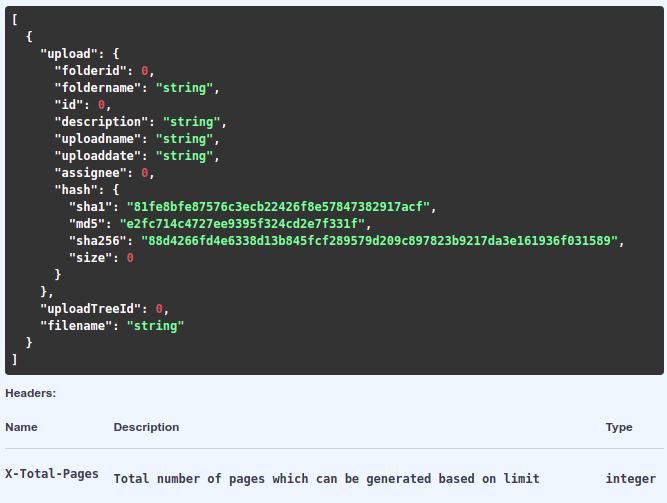 [
  {
    "upload": {
      "folderid": 0,
      "foldername": "string",
      "id": 0,
      "description": "string",
      "uploadname": "string",
      "uploaddate": "string",
      "assignee": 0,
      "hash": {
        "sha1": "81fe8bfe87576c3ecb22426f8e57847382917acf",
        "md5": "e2fc714c4727ee9395f324cd2e7f331f",
        "sha256": "88d4266fd4e6338d13b845fcf289579d209c897823b9217da3e161936f031589",
        "size": 0
      }
    },
    "uploadTreeId": 0,
    "filename": "string"
  }
]
Headers:
Name Description Type
X-Total-Pages Total number of pages which can be generated based on limit integer